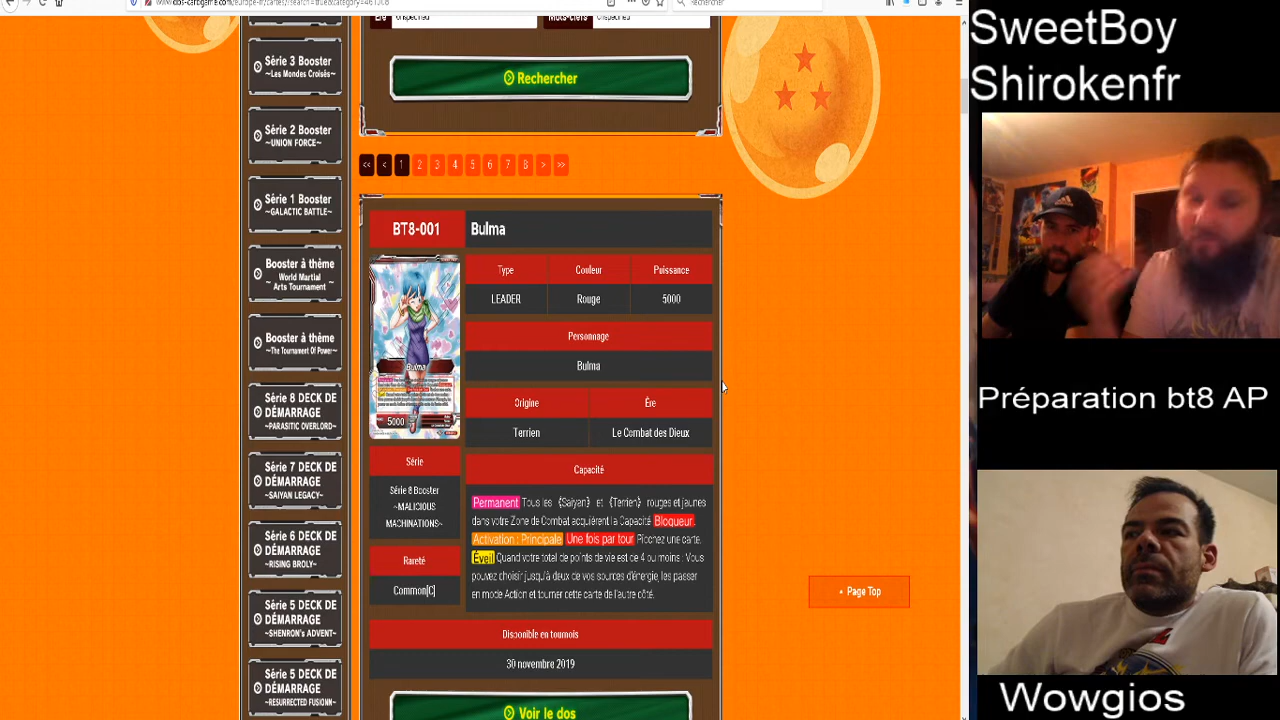 Rechercher
SweetBoy
Shirokenfr
Série 3 Booster
~Les Mondes Croisés~
Rechercher
Série 2 Booster
~UNION FORCE~
<< < 1 2 3 4 5 6 7 8 > >>
Série 1 Booster
~GALACTIC BATTLE~
Booster à thème
~ World Martial
Arts Tournament ~
Booster à thème
~The Tournament Of Power~
Série 8 DECK DE
DÉMARRAGE
~PARASITIC OVERLORD~
Série 7 DECK DE
DÉMARRAGE
~SAIYAN LEGACY~
Série 6 DECK DE
DÉMARRAGE
~RISING BROLY~
Série 5 DECK DE
DÉMARRAGE
~SHENRON'S ADVENT~
Série 5 DECK DE
DÉMARRAGE
~RESURRECTED FUSION~
BT8-001 Bulma
Type Couleur Puissance
LEADER Rouge 5000
Personnage
Bulma
Origine Ère
Terrien Le Combat des Dieux
Bulma
5000
Série
Série 8 Booster
~MALICIOUS
MACHINATIONS~
Rareté
Common[C]
Capacité
Permanent Tous les {Saiyan} et {Terrien} rouges et jaunes
dans votre Zone de Combat acquièrent la Capacité Bloqueur.
Activation : Principale Une fois par tour Piochez une carte.
Éveil Quand votre total de points de vie est de 4 ou moins : Vous
pouvez choisir jusqu'à deux de vos sources d'énergie, les passer
en mode Action et tourner cette carte de l'autre côté.
Disponible en tournois
30 novembre 2019
Voir le dos
Page Top
Préparation bt8 AP
Wowgios